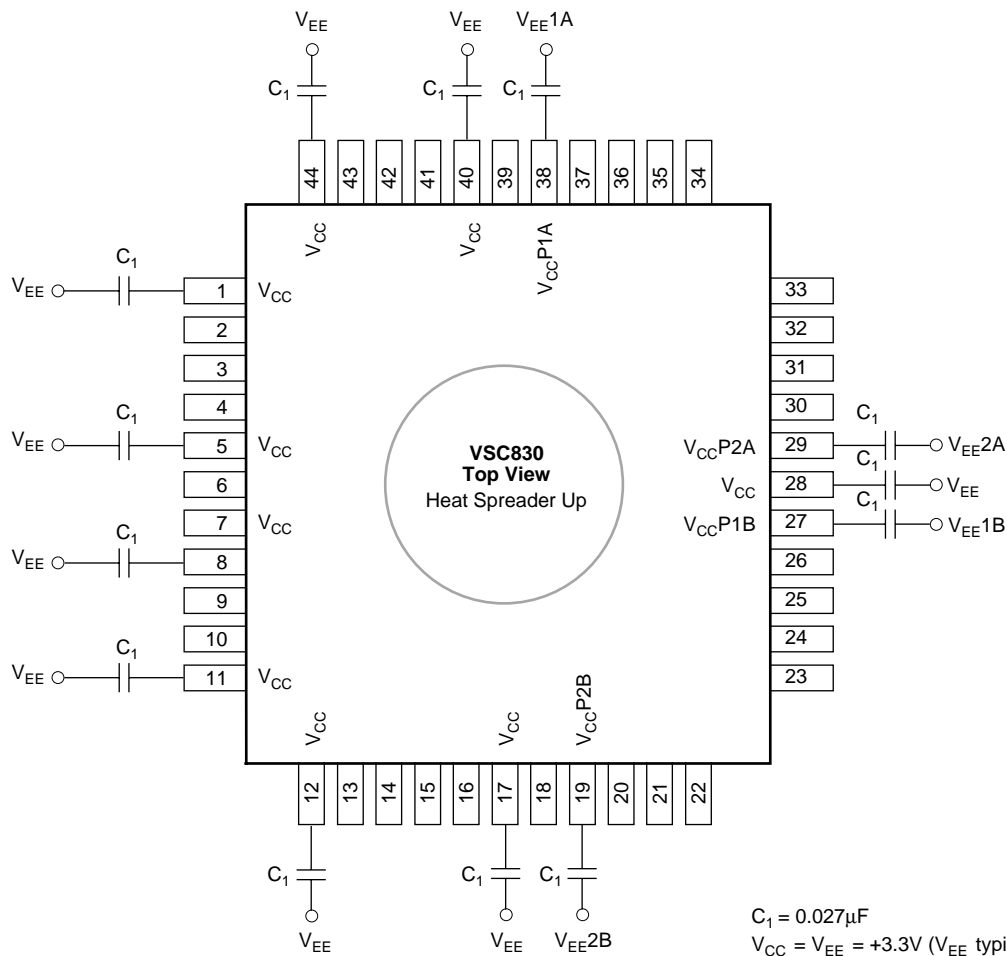 VEE VEE VEE1A
C1 C1 C1
44 43 42 41 40 39 38 37 36 35 34
VCC VCC VCCP1A
C1
VEE 1 VCC 33
2 32
3 31
4 30
C1 C1
VEE 5 VCC VCCP2A 29 VEE2A
C1
6 VCC 28 VEE
C1
7 VCC VCCP1B 27 VEE1B
C1
VEE 8 26
9 25
10 24
C1
VEE 11 VCC 23
VSC830
Top View
Heat Spreader Up
VCC VCC VCCP2B
12 13 14 15 16 17 18 19 20 21 22
C1 C1 C1
VEE VEE VEE2B
C1 = 0.027µF
VCC = VEE = +3.3V (VEE typi